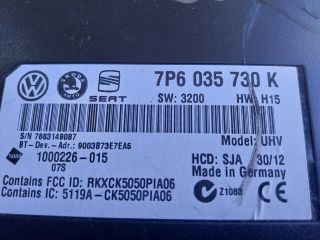 7P6 035 730 K
SEAT
SW: 3200 HW: H15
S/N 7663149087
BT-Dev.-Adr.: 9003B73E7EA5
Model: UHV
1000226-015
07S
HCD: SJA 30/12
Made in Germany
Contains FCC ID: RKXCK5050PIA06
Contains IC: 5119A-CK5050PIA06
Z1083